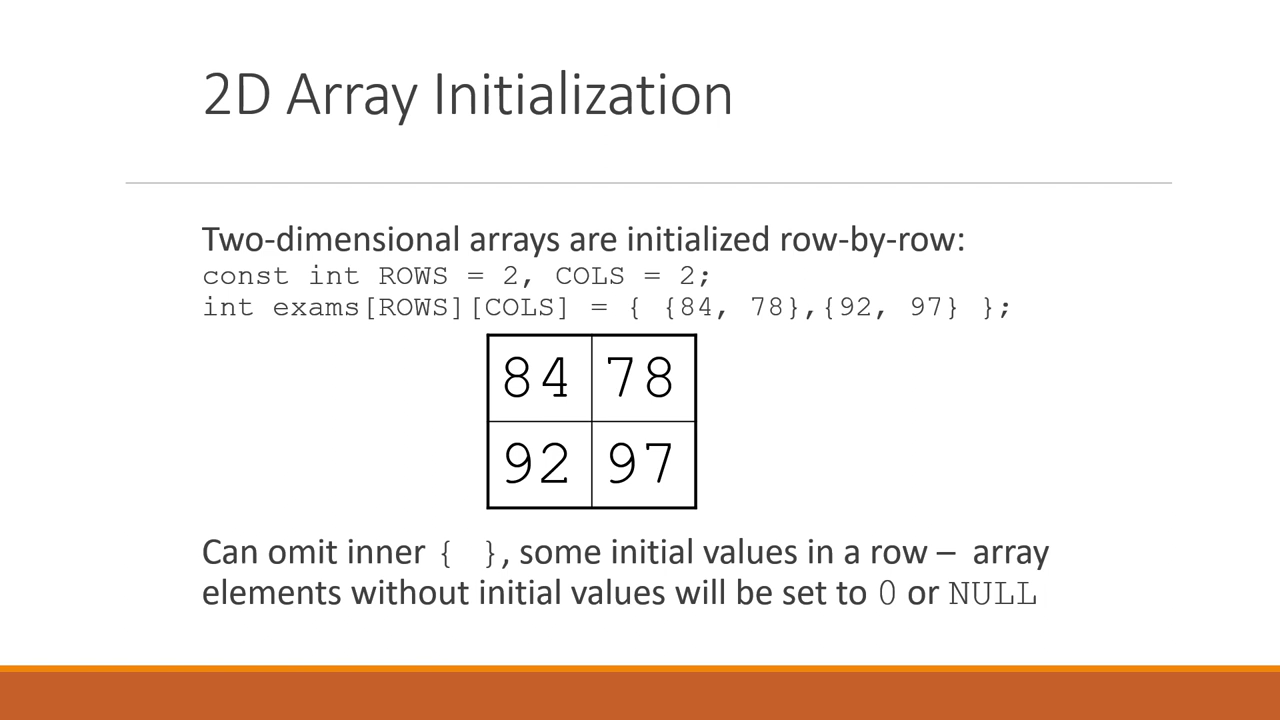 2D Array Initialization
Two-dimensional arrays are initialized row-by-row:
const int ROWS = 2, COLS = 2;
int exams[ROWS][COLS] = { {84, 78},{92, 97} };
84 78
92 97
Can omit inner { }, some initial values in a row – array
elements without initial values will be set to 0 or NULL